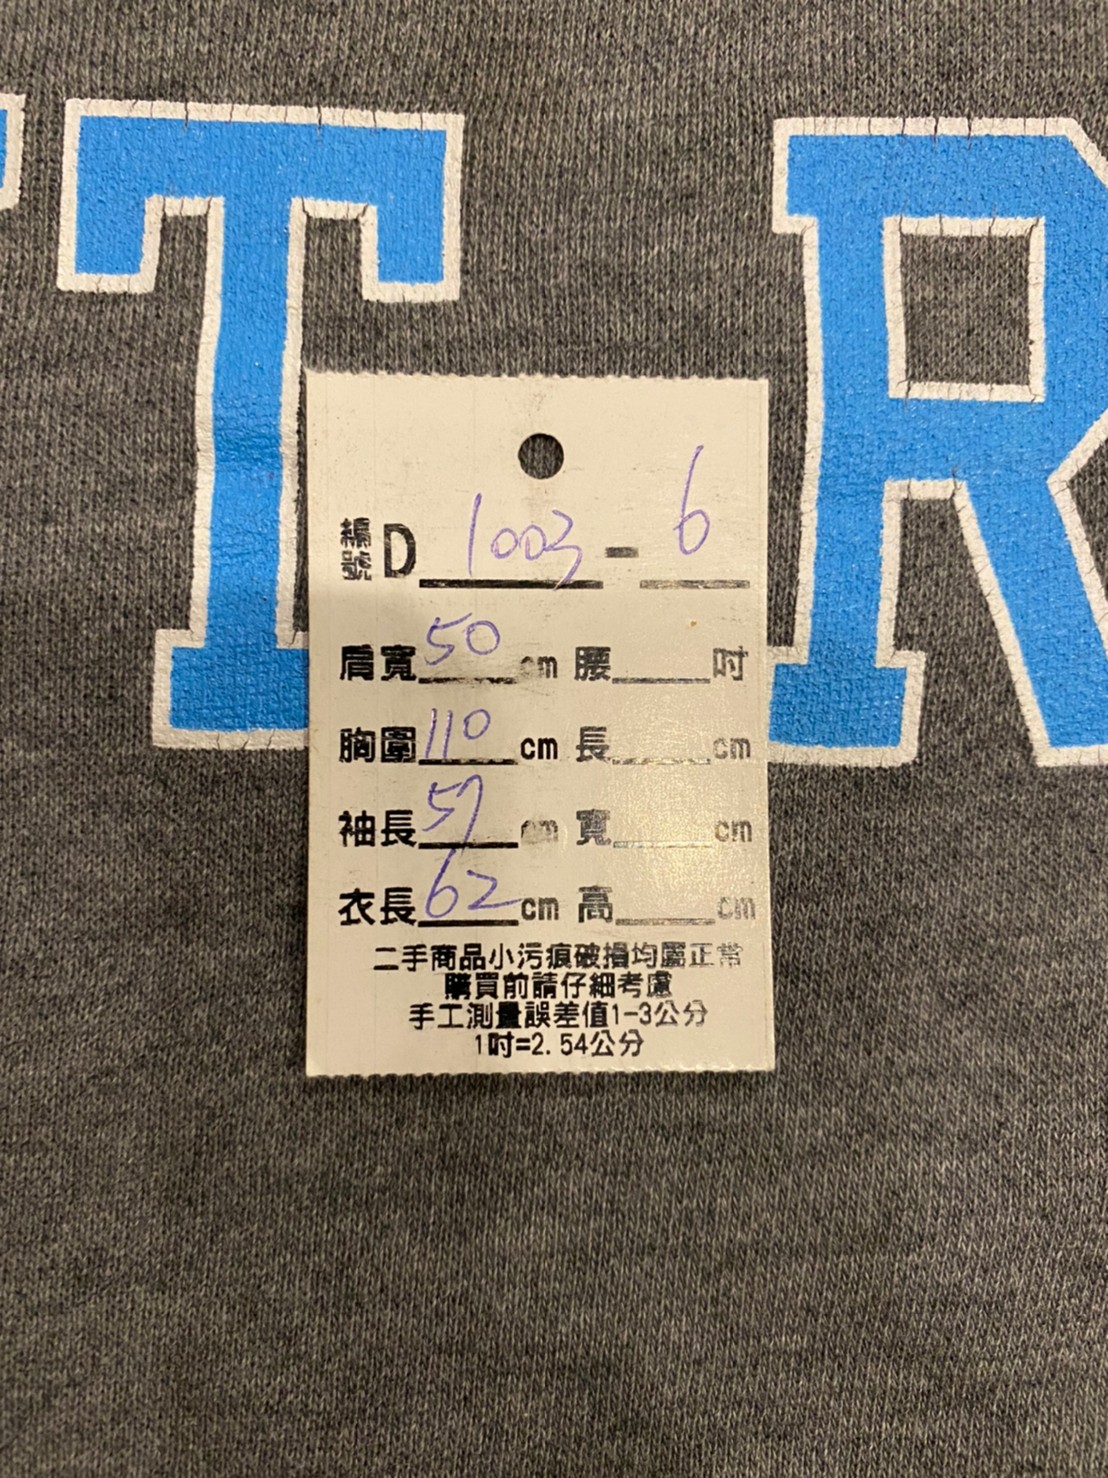 TR
編號 D 1003 - 6
肩寬 50 cm 腰 吋
胸圍 110 cm 長 cm
袖長 57 cm 寬 cm
衣長 62 cm 高 cm
二手商品小污痕破損均屬正常
購買前請仔細考慮
手工測量誤差值1-3公分
1吋=2.54公分